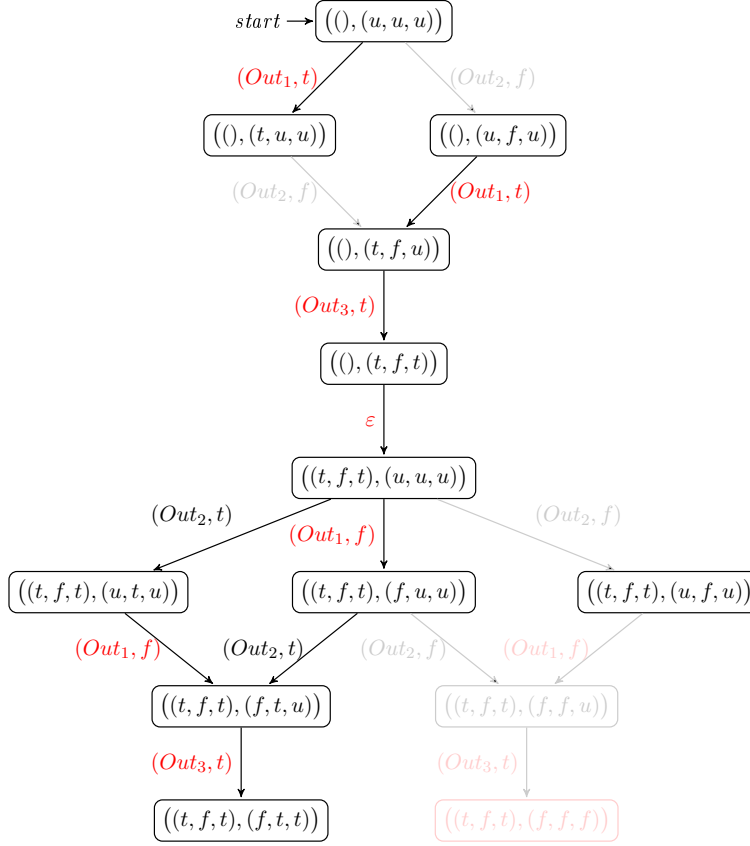 start ((), (u, u, u))
(Out₁, t) (Out₂, f)
((), (t, u, u)) ((), (u, f, u))
(Out₂, f) (Out₁, t)
((), (t, f, u))
(Out₃, t)
((), (t, f, t))
ε
((t, f, t), (u, u, u))
(Out₂, t) (Out₁, f) (Out₂, f)
((t, f, t), (u, t, u)) ((t, f, t), (f, u, u)) ((t, f, t), (u, f, u))
(Out₁, f) (Out₂, t) (Out₂, f) (Out₁, f)
((t, f, t), (f, t, u)) ((t, f, t), (f, f, u))
(Out₃, t) (Out₃, t)
((t, f, t), (f, t, t)) ((t, f, t), (f, f, f))